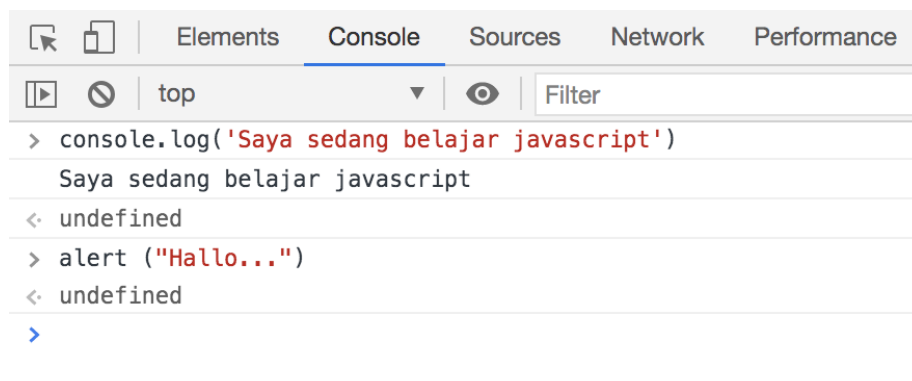 Elements Console Sources Network Performance
top Filter
> console.log('Saya sedang belajar javascript')
Saya sedang belajar javascript
undefined
> alert ("Hallo...")
undefined
>